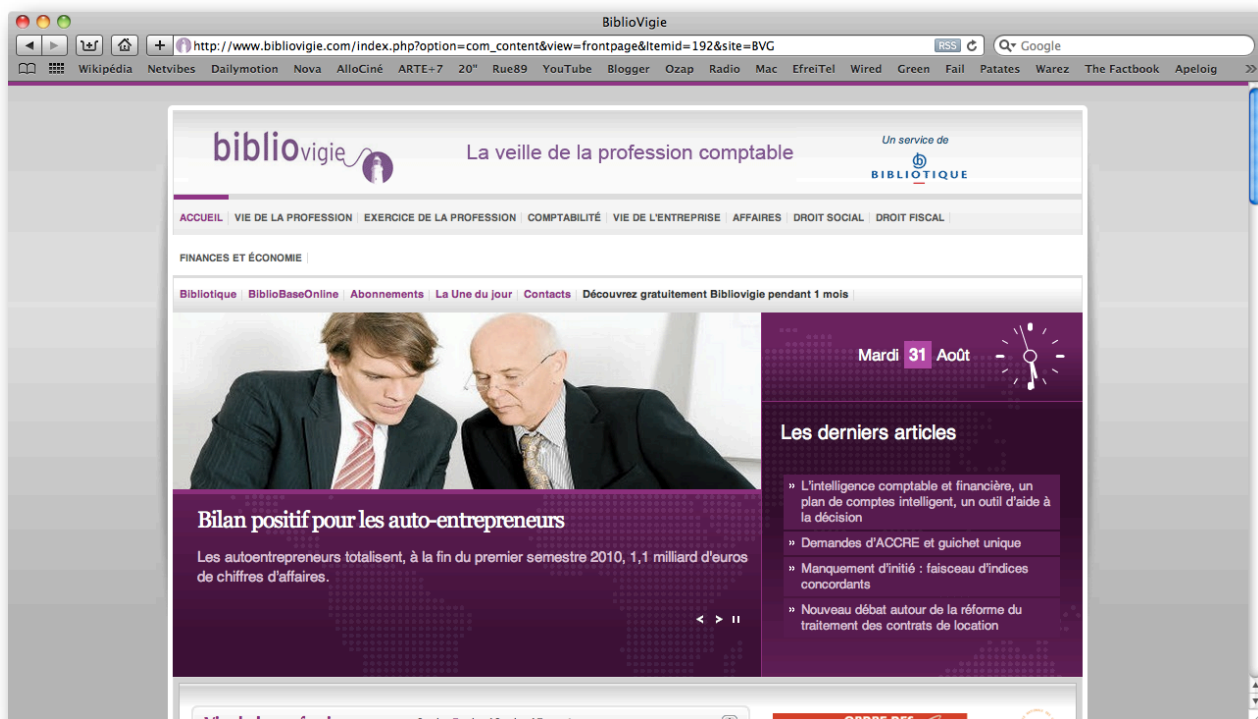 BiblioVigie
http://www.bibliovigie.com/index.php?option=com_content&view=frontpage&Itemid=192&site=BVG RSS Google
Wikipédia Netvibes Dailymotion Nova AlloCiné ARTE+7 20" Rue89 YouTube Blogger Ozap Radio Mac EfreiTel Wired Green Fail Patates Warez The Factbook Apeloig »
bibliovigie
La veille de la profession comptable
Un service de
BIBLIOTIQUE
ACCUEIL VIE DE LA PROFESSION EXERCICE DE LA PROFESSION COMPTABILITÉ VIE DE L'ENTREPRISE AFFAIRES DROIT SOCIAL DROIT FISCAL
FINANCES ET ÉCONOMIE
Bibliotique BiblioBaseOnline Abonnements La Une du jour Contacts Découvrez gratuitement Bibliovigie pendant 1 mois
Mardi 31 Août
Bilan positif pour les auto-entrepreneurs
Les autoentrepreneurs totalisent, à la fin du premier semestre 2010, 1,1 milliard d'euros
de chiffres d'affaires.
Les derniers articles
» L'intelligence comptable et financière, un
plan de comptes intelligent, un outil d'aide à
la décision
» Demandes d'ACCRE et guichet unique
» Manquement d'initié : faisceau d'indices
concordants
» Nouveau débat autour de la réforme du
traitement des contrats de location
ORDRE DES